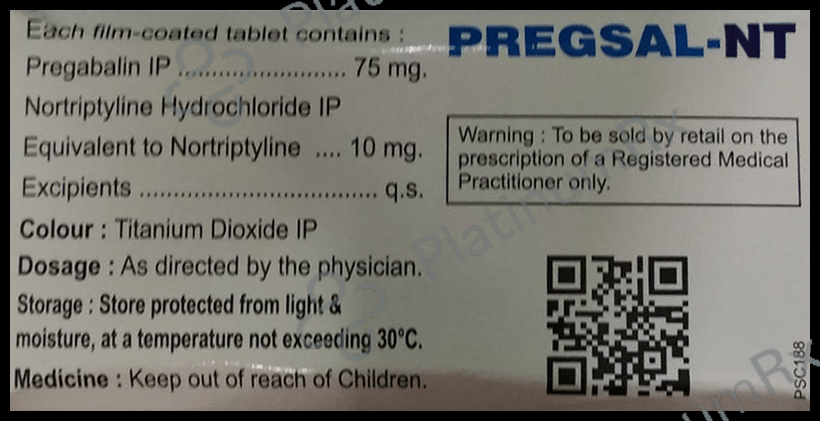 Each film-coated tablet contains :
Pregabalin IP ........................ 75 mg.
Nortriptyline Hydrochloride IP
Equivalent to Nortriptyline .... 10 mg.
Excipients .................................. q.s.
Colour : Titanium Dioxide IP
Dosage : As directed by the physician.
Storage : Store protected from light &
moisture, at a temperature not exceeding 30°C.
Medicine : Keep out of reach of Children.
PREGSAL-NT
Warning : To be sold by retail on the
prescription of a Registered Medical
Practitioner only.
PSC188
PlatinumRx